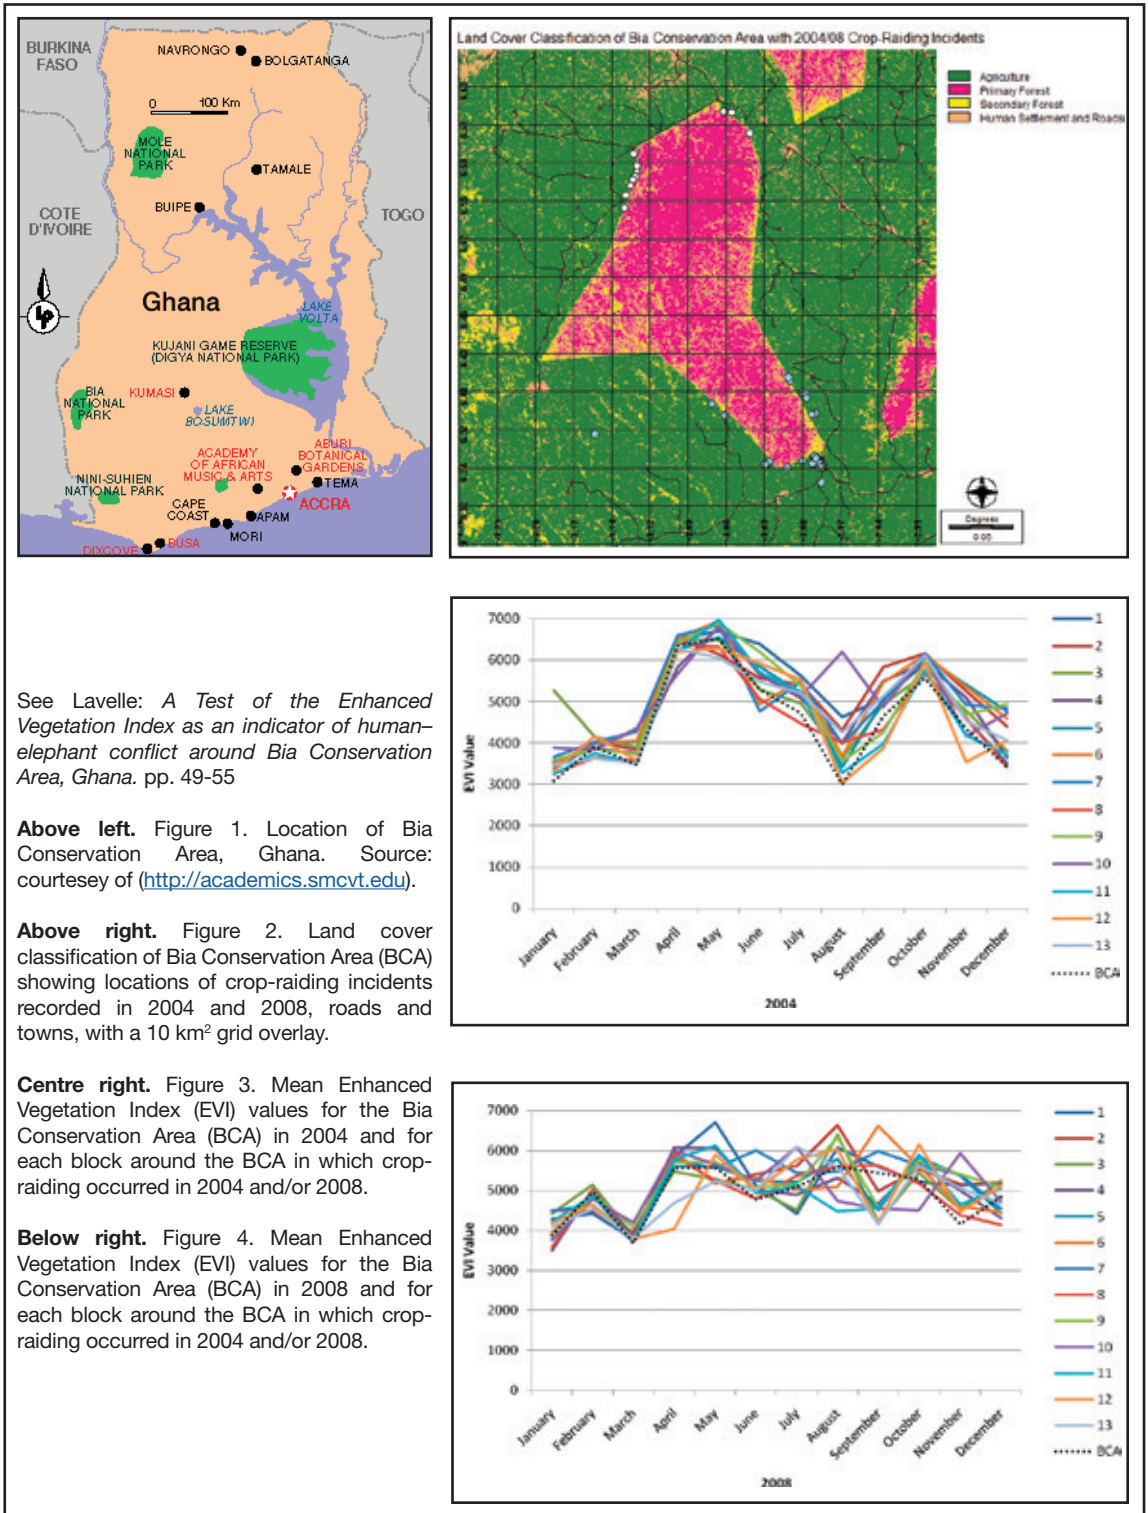 BURKINA
FASO
NAVRONGO
BOLGATANGA
0 100 Km
MOLE
NATIONAL
PARK
TAMALE
BUIPE
COTE
D'IVOIRE
TOGO
Ghana
LAKE
VOLTA
KUJANI GAME RESERVE
(DIGYA NATIONAL PARK)
BIA
NATIONAL
PARK
KUMASI
LAKE
BOSUMTWI
ACADEMY
OF AFRICAN
MUSIC & ARTS
ABURI
BOTANICAL
GARDENS
NINI-SUHIEN
NATIONAL PARK
TEMA
CAPE
COAST
ACCRA
APAM
MORI
BUSA
DIXCOVE
Land Cover Classification of Bia Conservation Area with 2004/08 Crop-Raiding Incidents
Agriculture
Primary Forest
Secondary Forest
Human Settlement and Roads
Degrees
0.05
See Lavelle: A Test of the Enhanced
Vegetation Index as an indicator of human–
elephant conflict around Bia Conservation
Area, Ghana. pp. 49-55
Above left. Figure 1. Location of Bia
Conservation Area, Ghana. Source:
courtesey of (http://academics.smcvt.edu).
Above right. Figure 2. Land cover
classification of Bia Conservation Area (BCA)
showing locations of crop-raiding incidents
recorded in 2004 and 2008, roads and
towns, with a 10 km² grid overlay.
Centre right. Figure 3. Mean Enhanced
Vegetation Index (EVI) values for the Bia
Conservation Area (BCA) in 2004 and for
each block around the BCA in which crop-
raiding occurred in 2004 and/or 2008.
Below right. Figure 4. Mean Enhanced
Vegetation Index (EVI) values for the Bia
Conservation Area (BCA) in 2008 and for
each block around the BCA in which crop-
raiding occurred in 2004 and/or 2008.
7000
6000
5000
4000
3000
2000
1000
0
EVI Value
January
February
March
April
May
June
July
August
September
October
November
December
2004
1
2
3
4
5
6
7
8
9
10
11
12
13
BCA
7000
6000
5000
4000
3000
2000
1000
0
EVI Value
January
February
March
April
May
June
July
August
September
October
November
December
2008
1
2
3
4
5
6
7
8
9
10
11
12
13
BCA